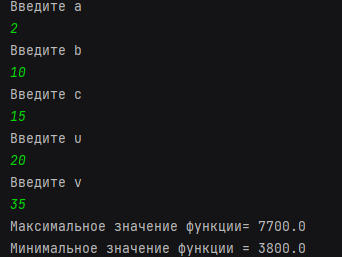 Введите a
2
Введите b
10
Введите c
15
Введите u
20
Введите v
35
Максимальное значение функции= 7700.0
Минимальное значение функции = 3800.0